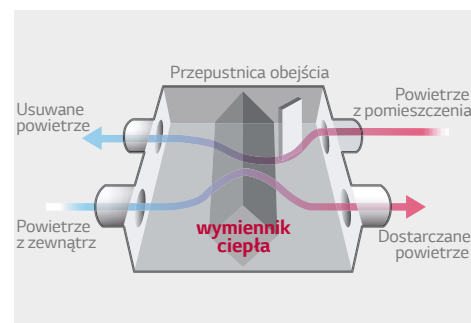 Przepustnica obejścia
Usuwane
powietrze
Powietrze
z pomieszczenia
Powietrze
z zewnątrz
wymiennik
ciepła
Dostarczane
powietrze